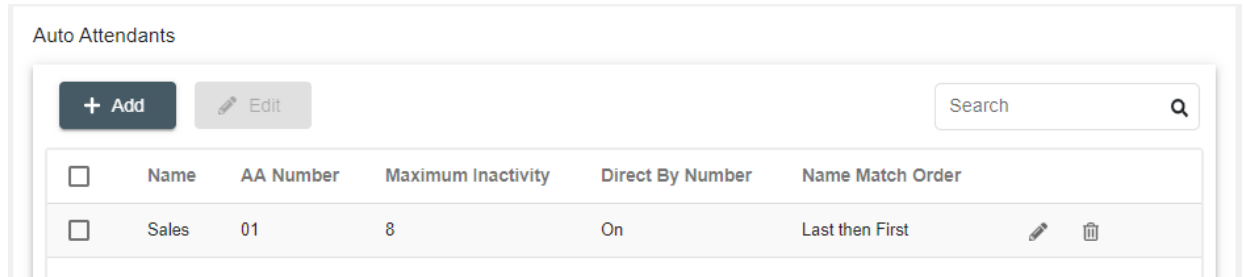 Auto Attendants
+ Add Edit Search
Name AA Number Maximum Inactivity Direct By Number Name Match Order
Sales 01 8 On Last then First